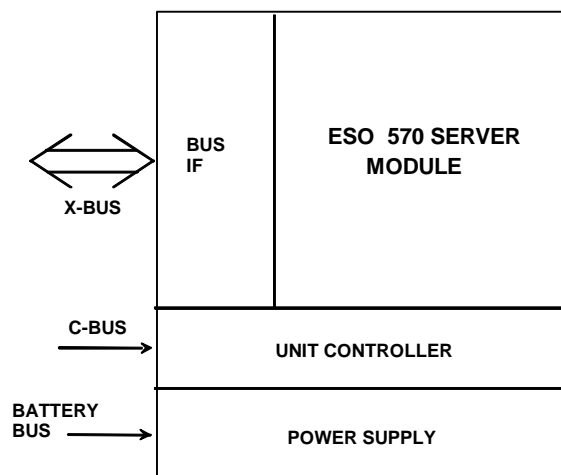 BUS
IF
ESO 570 SERVER
MODULE
X-BUS
C-BUS
UNIT CONTROLLER
BATTERY
BUS
POWER SUPPLY